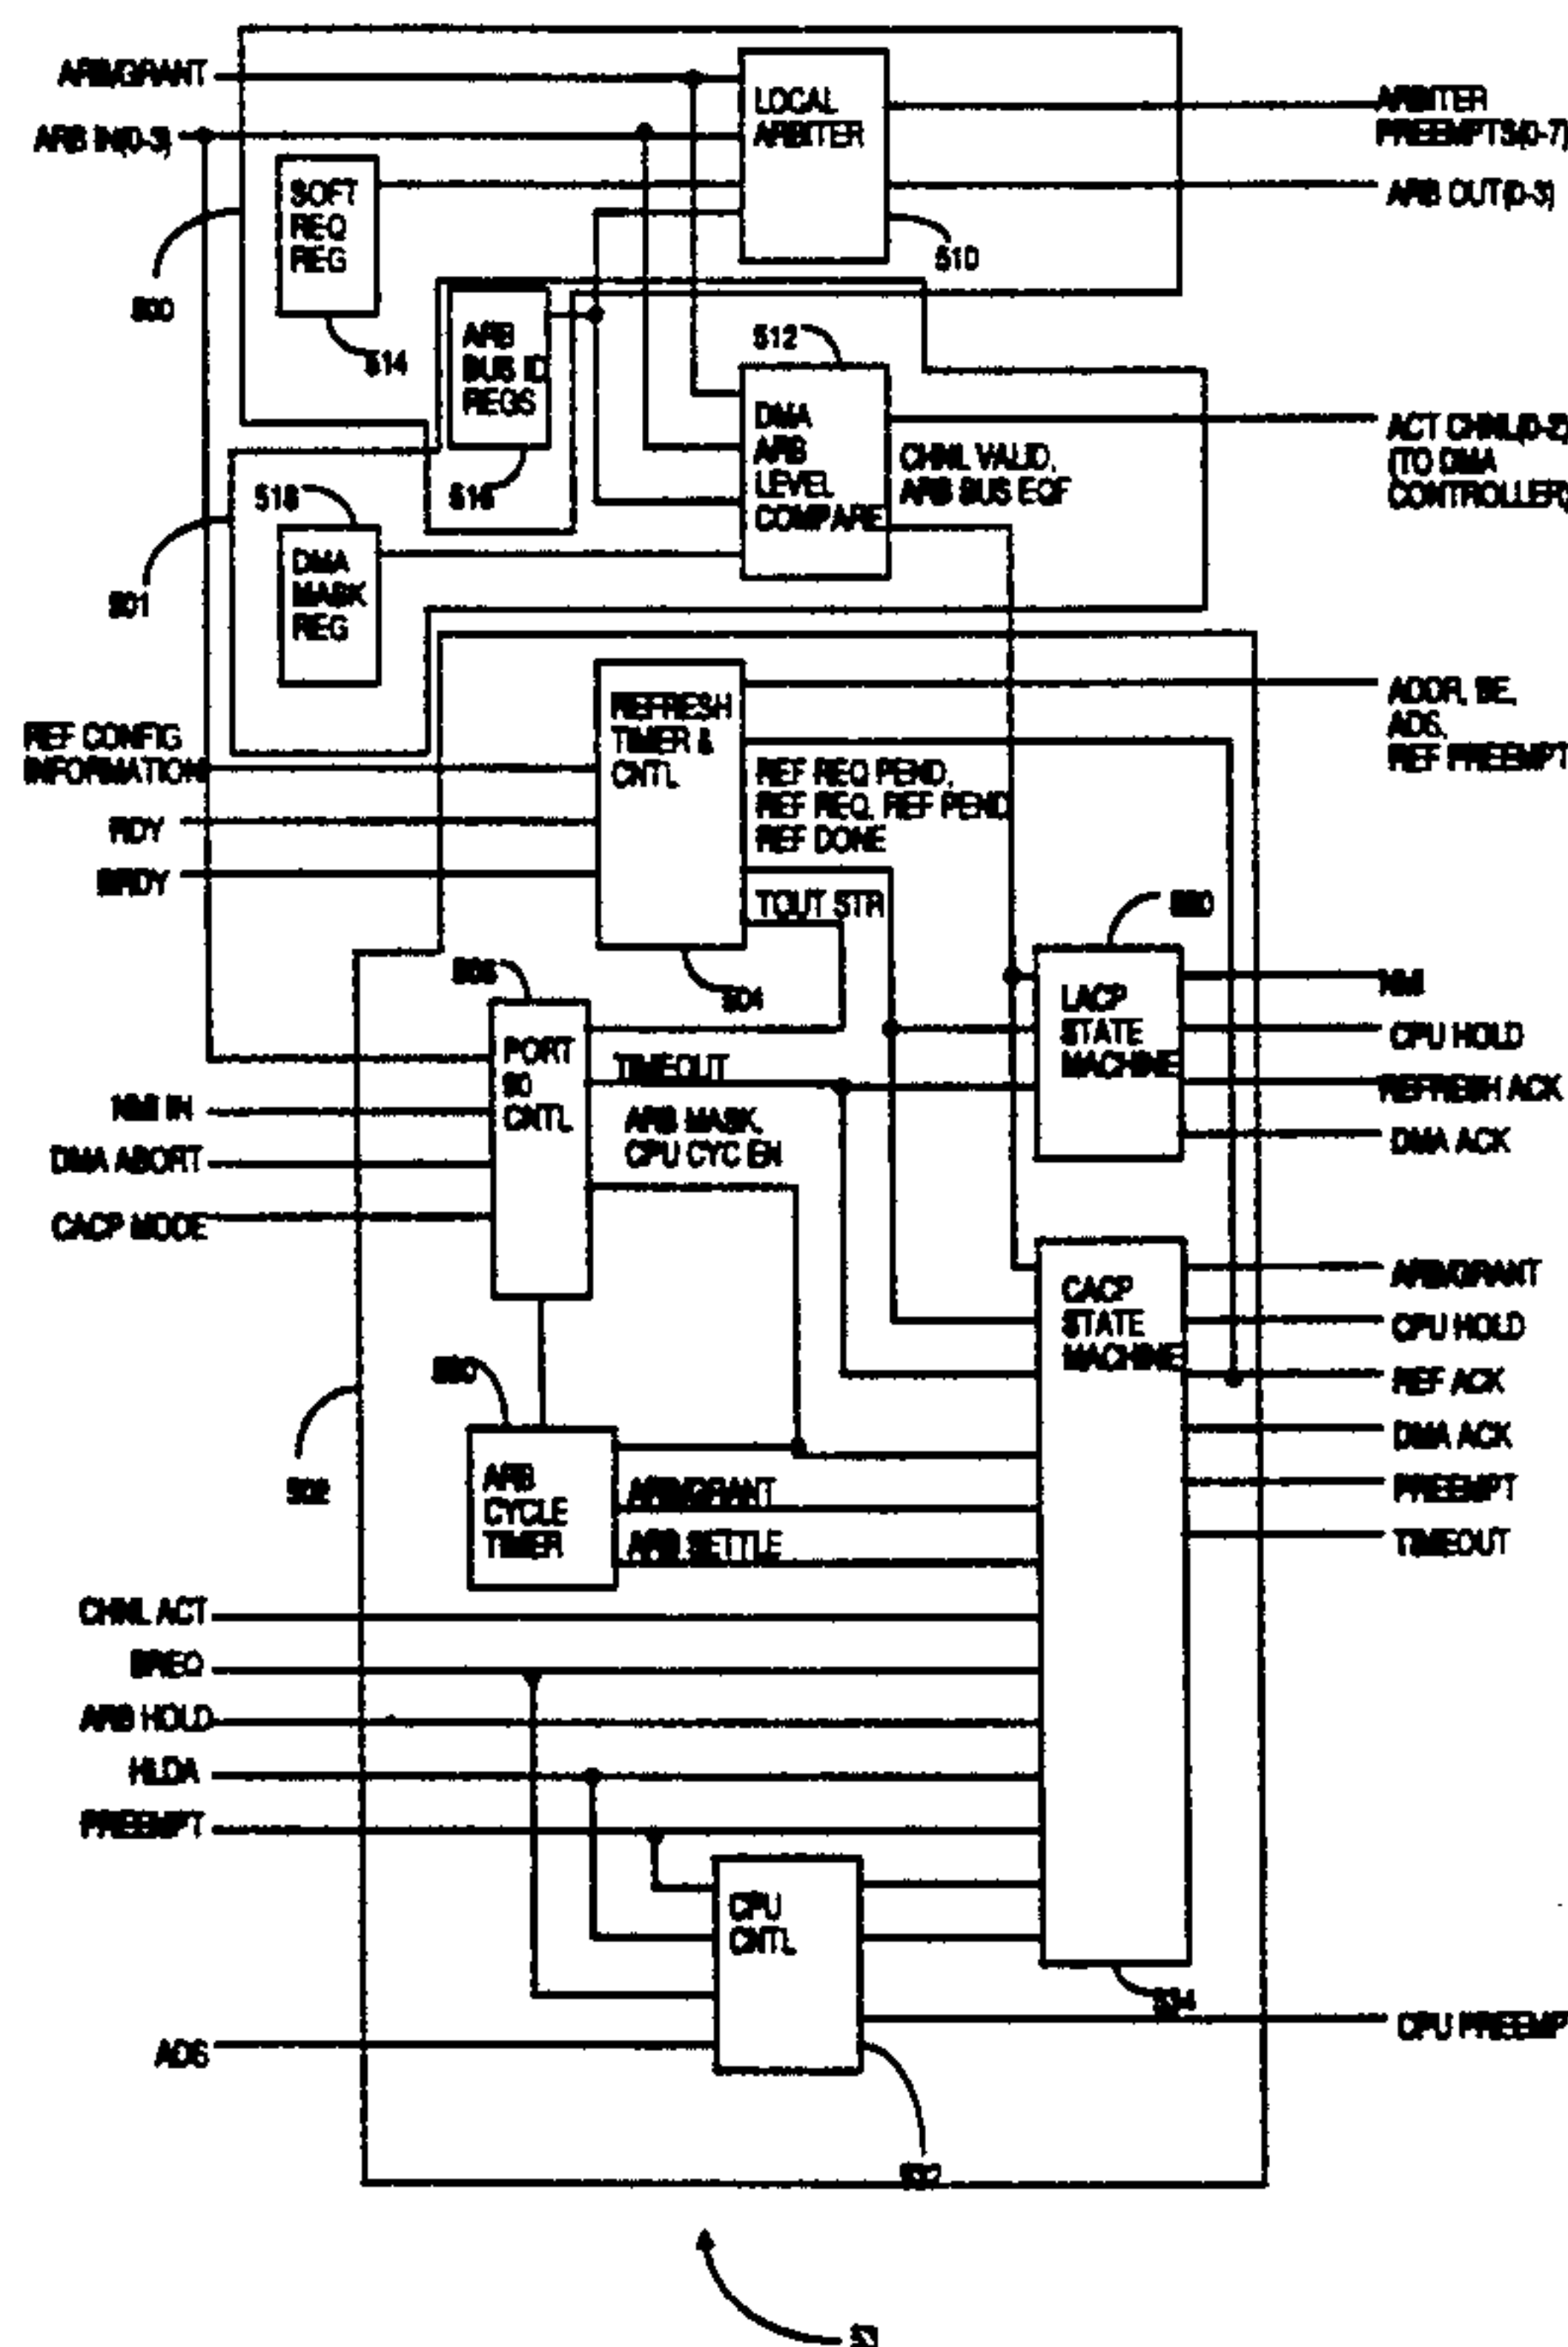 ARB/GRANT
ARB IN(0-3)
LOCAL
ARBITER
ARBITER
PREEMPTS(0-7)
ARB OUT(0-3)
SOFT
REQ
REG
510
500
514
ARB
BUS ID
REGS
516
512
DMA
ARB
LEVEL
COMPARE
CHNL VALID,
ARB BUS EQF
ACT CHNL(0-2)
(TO DMA
CONTROLLER)
518
501
DMA
MASK
REG
REF CONFIG
INFORMATION
RDY
BRDY
REFRESH
TIMER &
CNTL
ADDR, BE,
ADS,
REF PREEMPT
REF REQ PEND,
REF REQ, REF PEND
REF DONE
TOUT STR
504
PORT
90
CNTL
NMI IN
DMA ABORT
CACP MODE
TIMEOUT
ARB MASK,
CPU CYC EN
LACP
STATE
MACHINE
NMI
CPU HOLD
REFRESH ACK
DMA ACK
CACP
STATE
MACHINE
ARB/GRANT
CPU HOLD
REF ACK
DMA ACK
PREEMPT
TIMEOUT
502
ARB
CYCLE
TIMER
ARB/GRANT
ARB SETTLE
CHNL ACT
BREQ
ARB HOLD
HLDA
PREEMPT
ADS
CPU
CNTL
534
CPU PREEMP
532
53